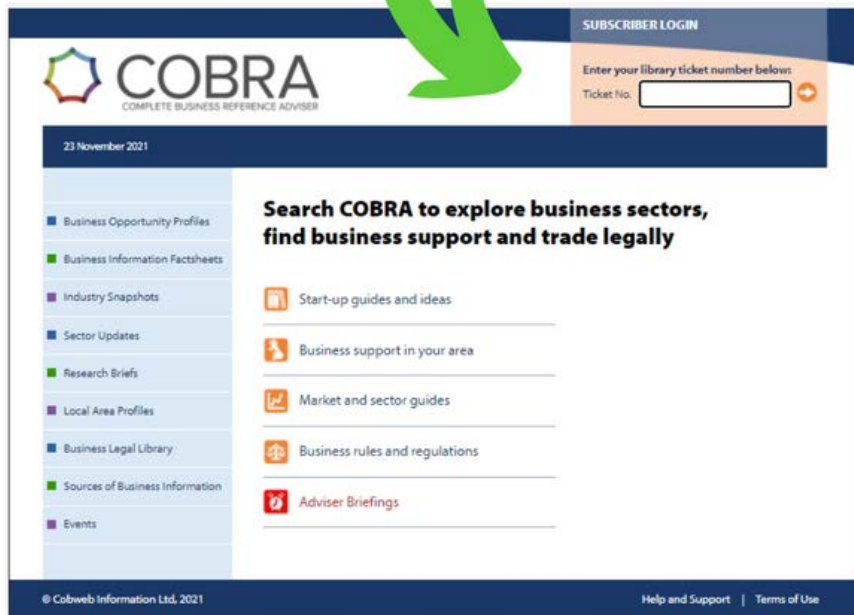 SUBSCRIBER LOGIN
COBRA
COMPLETE BUSINESS REFERENCE ADVISER
Enter your library ticket number below:
Ticket No.
23 November 2021
Business Opportunity Profiles
Business Information Factsheets
Industry Snapshots
Sector Updates
Research Briefs
Local Area Profiles
Business Legal Library
Sources of Business Information
Events
Search COBRA to explore business sectors,
find business support and trade legally
Start-up guides and ideas
Business support in your area
Market and sector guides
Business rules and regulations
Adviser Briefings
© Cobweb Information Ltd, 2021
Help and Support | Terms of Use